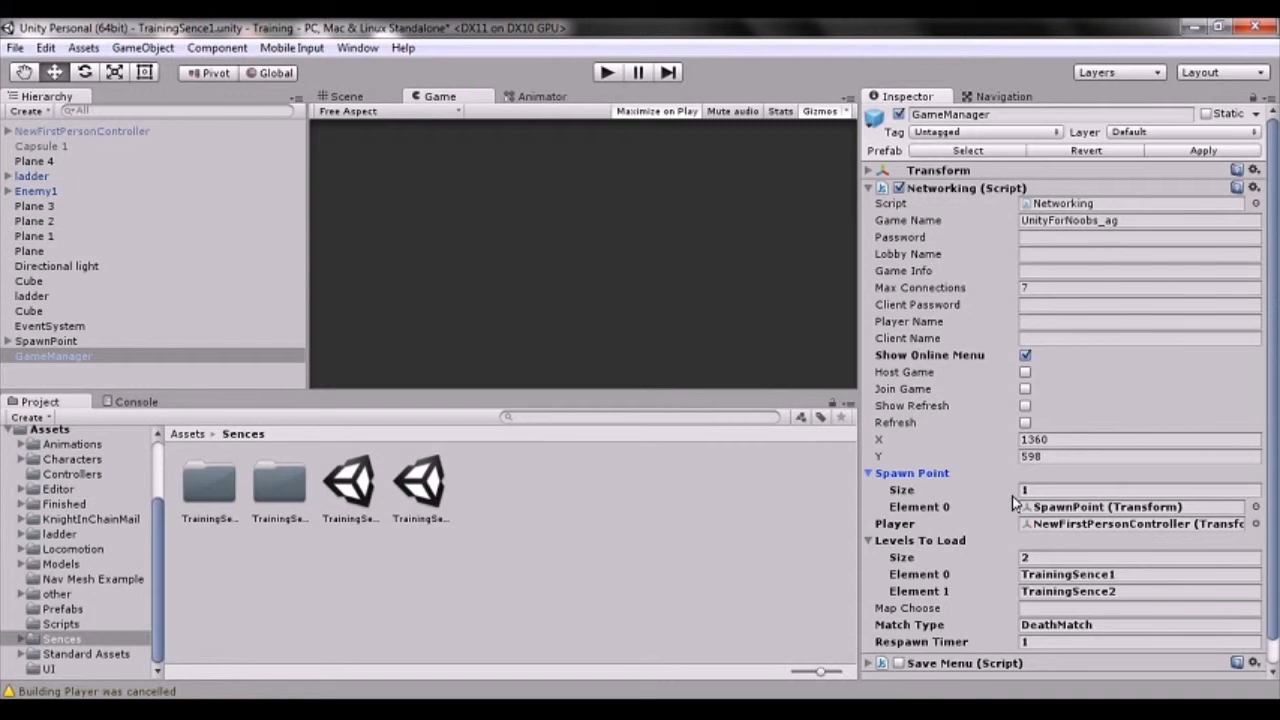 Unity Personal (64bit) - TrainingSence1.unity - Training - PC, Mac & Linux Standalone* <DX11 on DX10 GPU>
File Edit Assets GameObject Component Mobile Input Window Help
Pivot Global Layers Layout
Hierarchy
Create All
NewFirstPersonController
Capsule 1
Plane 4
ladder
Enemy1
Plane 3
Plane 2
Plane 1
Plane
Directional light
Cube
ladder
Cube
EventSystem
SpawnPoint
GameManager
Scene Game Animator
Free Aspect Maximize on Play Mute audio Stats Gizmos
Project Console
Create
Assets
Animations
Characters
Controllers
Editor
Finished
KnightInChainMail
ladder
Locomotion
Models
Nav Mesh Example
other
Prefabs
Scripts
Sences
Standard Assets
UI
Assets Sences
TrainingSe... TrainingSe... TrainingSe... TrainingSe...
Inspector Navigation
GameManager Static
Tag Untagged Layer Default
Prefab Select Revert Apply
Transform
Networking (Script)
Script Networking
Game Name UnityForNoobs_ag
Password
Lobby Name
Game Info
Max Connections 7
Client Password
Player Name
Client Name
Show Online Menu
Host Game
Join Game
Show Refresh
Refresh
X 1360
Y 598
Spawn Point
Size 1
Element 0 SpawnPoint (Transform)
Player NewFirstPersonController (Transfo
Levels To Load
Size 2
Element 0 TrainingSence1
Element 1 TrainingSence2
Map Choose
Match Type DeathMatch
Respawn Timer 1
Save Menu (Script)
Building Player was cancelled